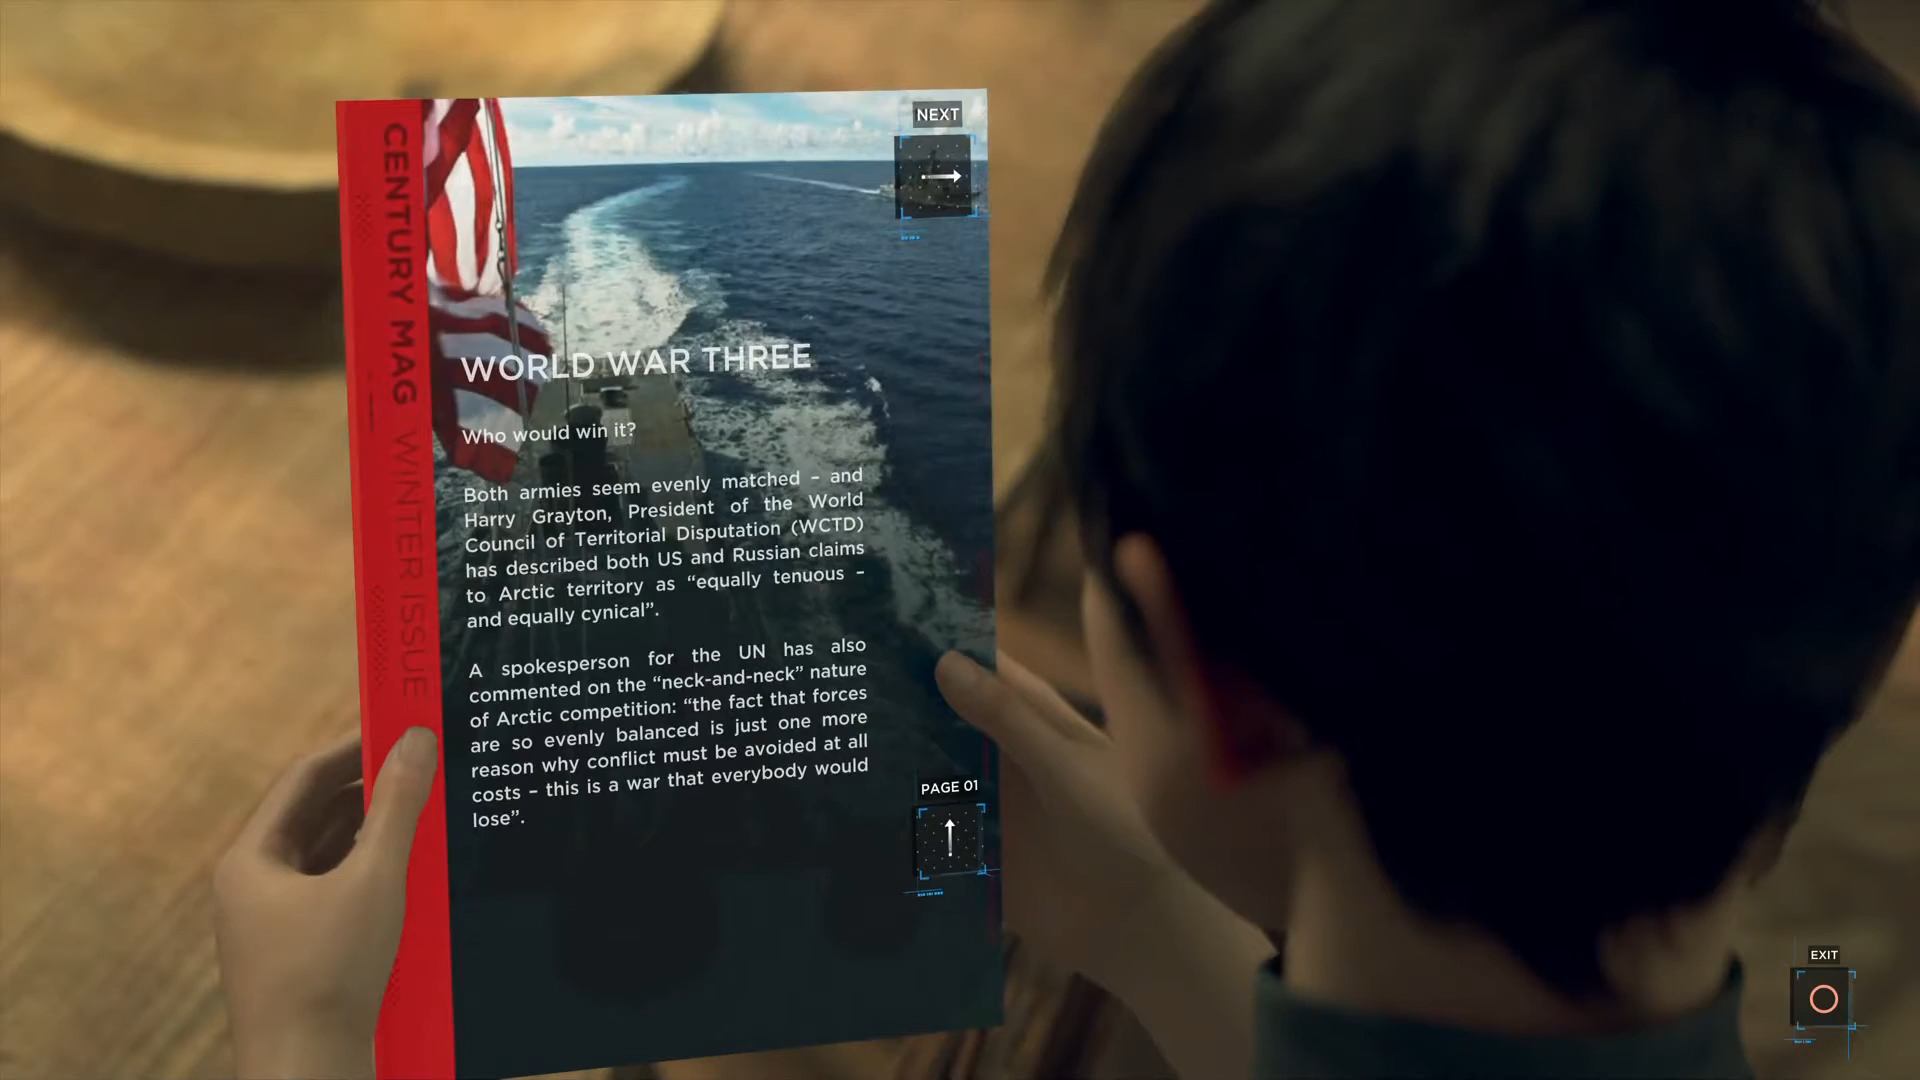 CENTURY MAG WINTER ISSUE
NEXT
WORLD WAR THREE
Who would win it?
Both armies seem evenly matched – and
Harry Grayton, President of the World
Council of Territorial Disputation (WCTD)
has described both US and Russian claims
to Arctic territory as “equally tenuous –
and equally cynical”.
A spokesperson for the UN has also
commented on the “neck-and-neck” nature
of Arctic competition: “the fact that forces
are so evenly balanced is just one more
reason why conflict must be avoided at all
costs – this is a war that everybody would
lose”.
PAGE 01
EXIT